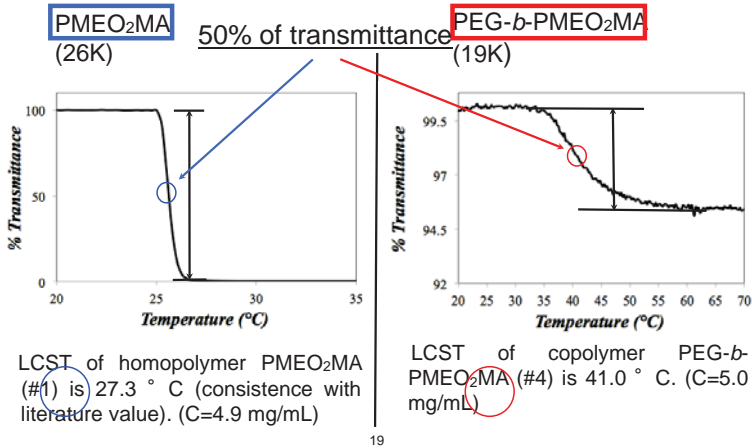 PMEO₂MA
(26K)
50% of transmittance
PEG-b-PMEO₂MA
(19K)
100
50
0
% Transmittance
20 25 30 35
Temperature (°C)
99.5
97
94.5
92
% Transmittance
20 25 30 35 40 45 50 55 60 65 70
Temperature (°C)
LCST of homopolymer PMEO₂MA
(#1) is 27.3 ° C (consistence with
literature value). (C=4.9 mg/mL)
LCST of copolymer PEG-b-
PMEO₂MA (#4) is 41.0 ° C. (C=5.0
mg/mL)
19